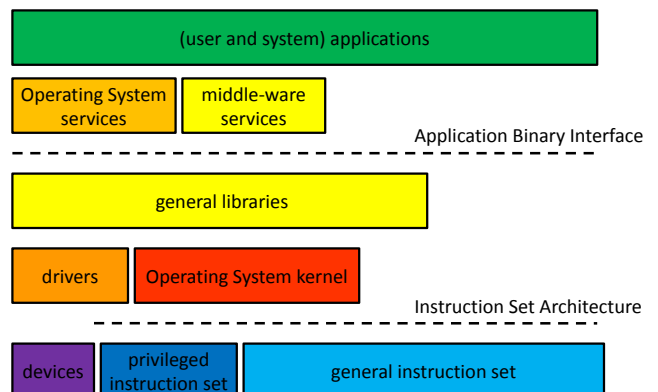 (user and system) applications
Operating System
services
middle-ware
services
Application Binary Interface
general libraries
drivers
Operating System kernel
Instruction Set Architecture
devices
privileged
instruction set
general instruction set